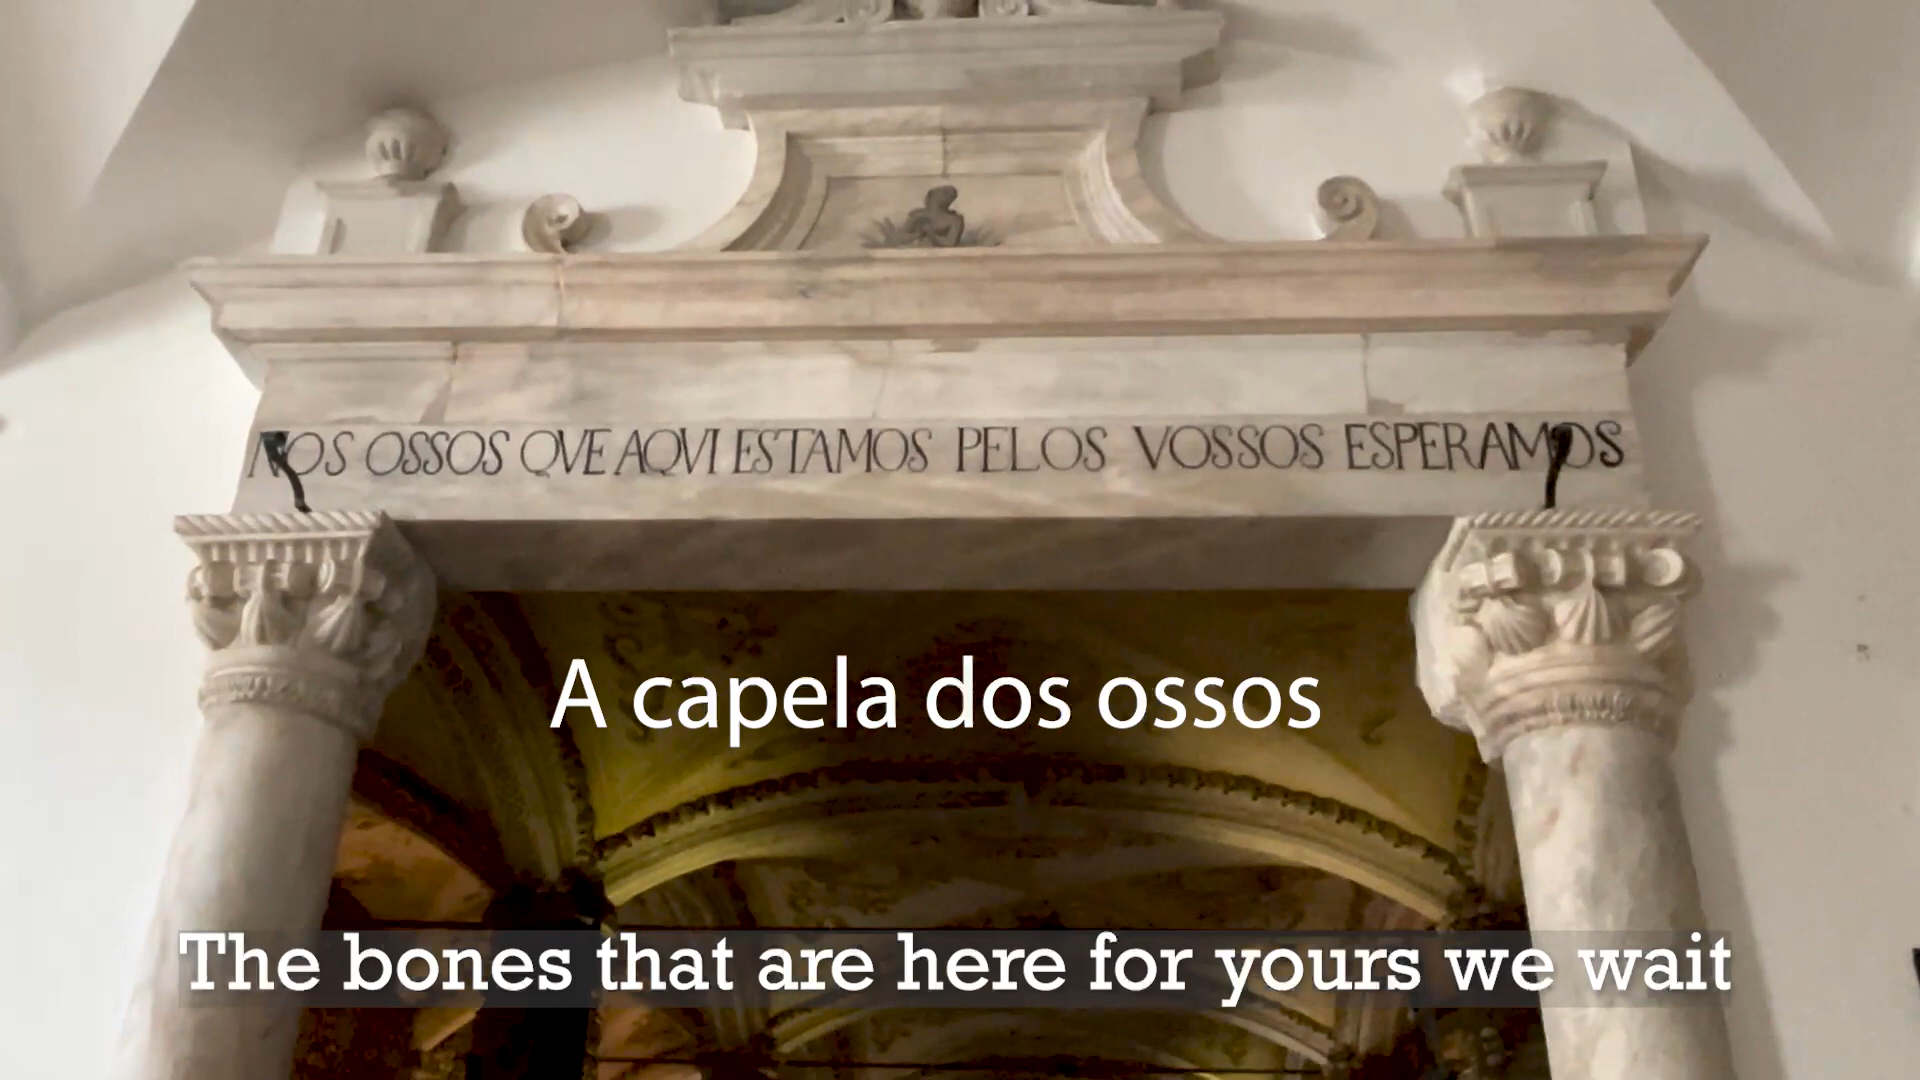 NOS OSSOS QVE AQVI ESTAMOS PELOS VOSSOS ESPERAMOS
A capela dos ossos
The bones that are here for yours we wait